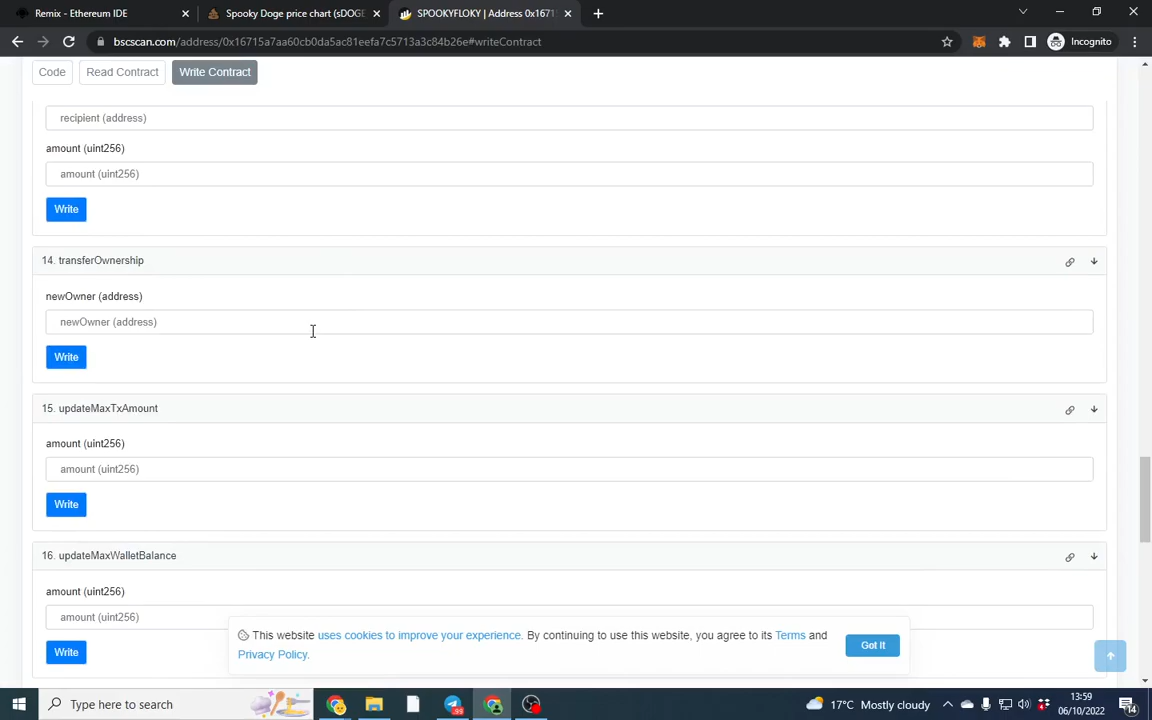 Remix - Ethereum IDE
Spooky Doge price chart (sDOGE
SPOOKYFLOKY | Address 0x1671
bscscan.com/address/0x16715a7aa60cb0da5ac81eefa7c5713a3c84b26e#writeContract
Incognito
Code
Read Contract
Write Contract
recipient (address)
amount (uint256)
amount (uint256)
Write
14. transferOwnership
newOwner (address)
newOwner (address)
Write
15. updateMaxTxAmount
amount (uint256)
amount (uint256)
Write
16. updateMaxWalletBalance
amount (uint256)
amount (uint256)
Write
This website uses cookies to improve your experience. By continuing to use this website, you agree to its Terms and
Privacy Policy.
Got It
Type here to search
99
17°C Mostly cloudy
13:59
06/10/2022
14